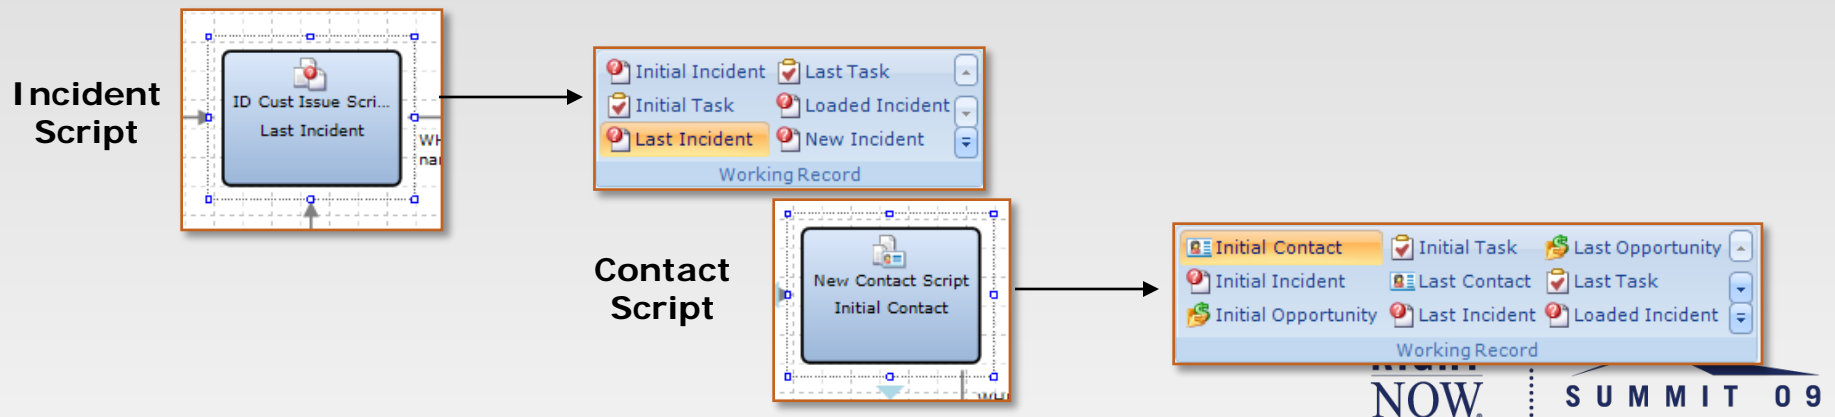 Incident
Script
ID Cust Issue Scri...
Last Incident
Initial Incident Last Task
Initial Task Loaded Incident
Last Incident New Incident
Working Record
Contact
Script
New Contact Script
Initial Contact
Initial Contact Initial Task Last Opportunity
Initial Incident Last Contact Last Task
Initial Opportunity Last Incident Loaded Incident
Working Record
NOW.
SUMMIT 09